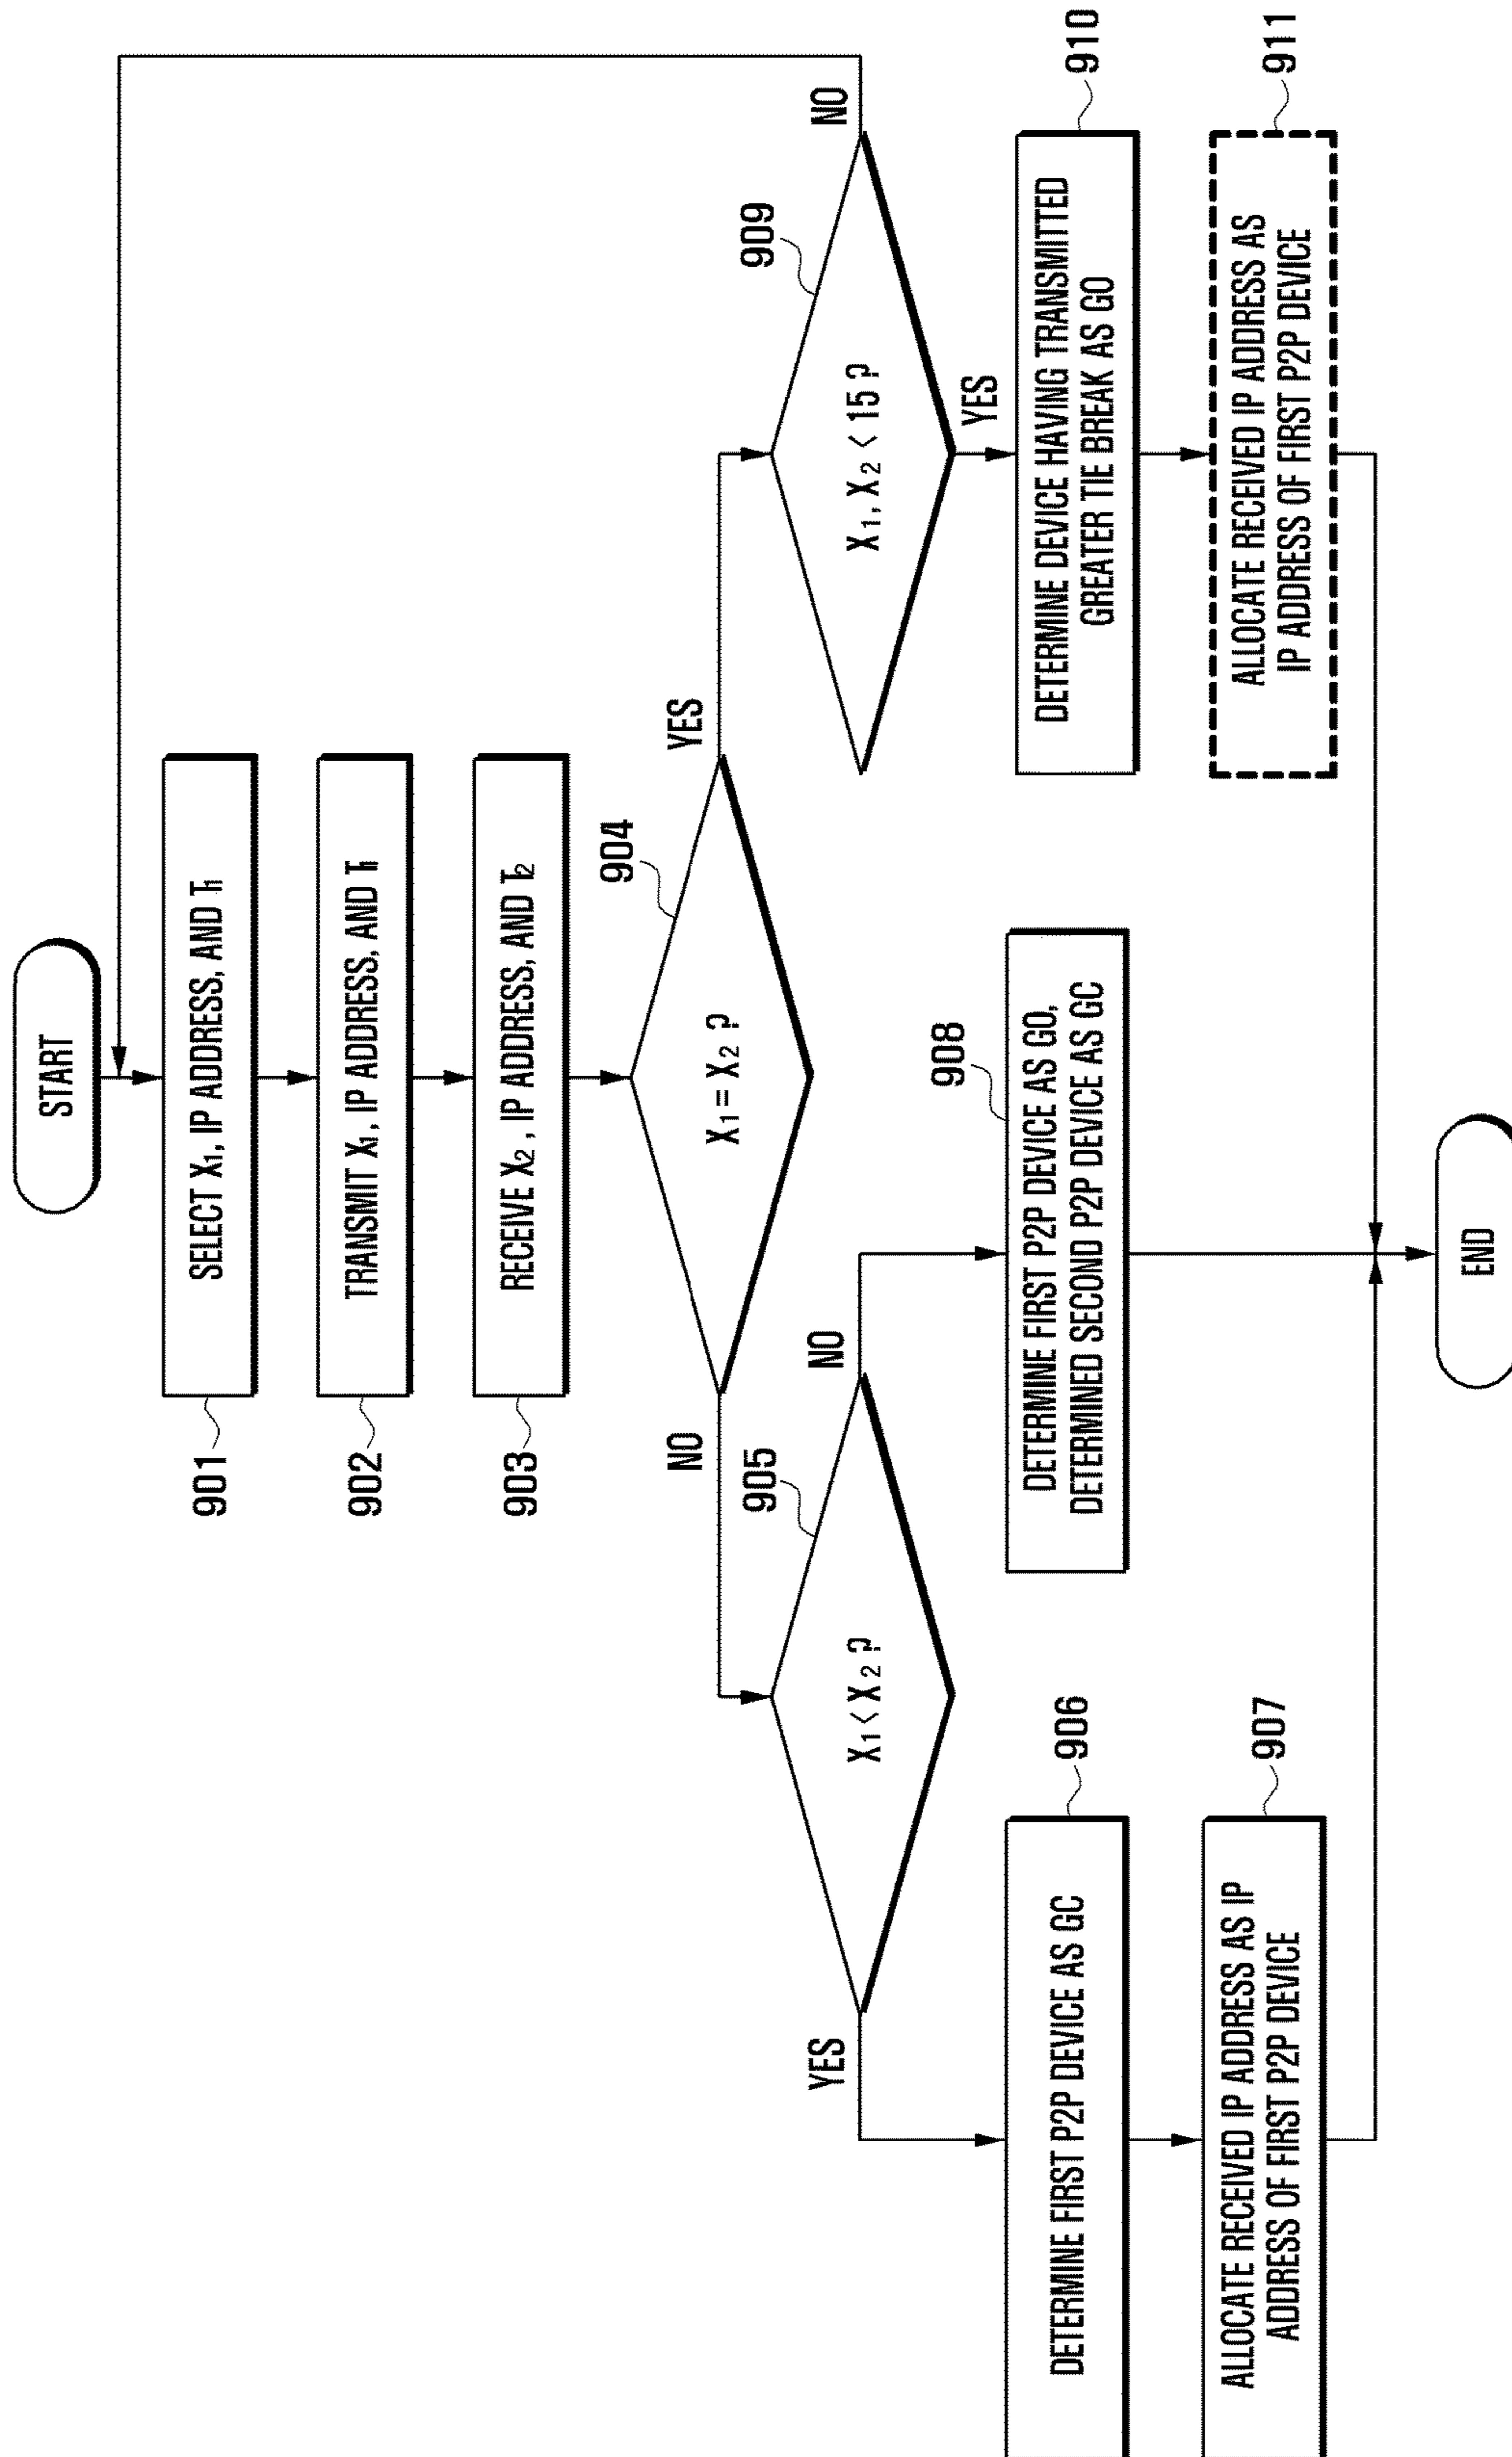 START
SELECT X1, IP ADDRESS, AND T1
901
TRANSMIT X1, IP ADDRESS, AND T1
902
RECEIVE X2, IP ADDRESS, AND T2
903
904
X1 = X2 ?
NO
YES
905
X1 < X2 ?
YES
NO
909
X1, X2 < 15 ?
NO
YES
906
DETERMINE FIRST P2P DEVICE AS GC
908
DETERMINE FIRST P2P DEVICE AS GO,
DETERMINED SECOND P2P DEVICE AS GC
DETERMINE DEVICE HAVING TRANSMITTED
GREATER TIE BREAK AS GO
910
907
ALLOCATE RECEIVED IP ADDRESS AS IP
ADDRESS OF FIRST P2P DEVICE
ALLOCATE RECEIVED IP ADDRESS AS
IP ADDRESS OF FIRST P2P DEVICE
911
END